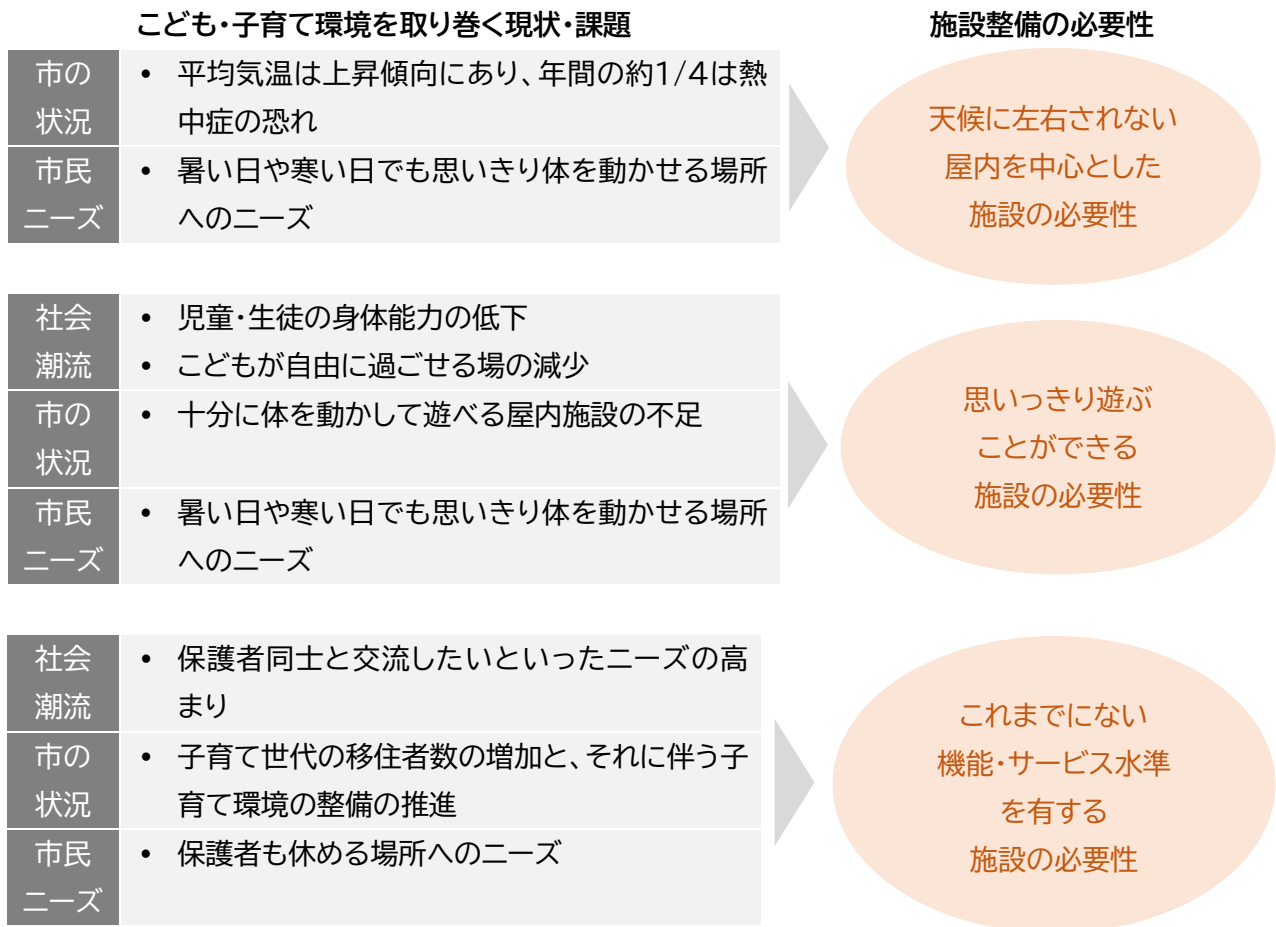 こども・子育て環境を取り巻く現状・課題
施設整備の必要性
市の
状況
• 平均気温は上昇傾向にあり、年間の約1/4は熱
中症の恐れ
市民
ニーズ
• 暑い日や寒い日でも思いきり体を動かせる場所
へのニーズ
天候に左右されない
屋内を中心とした
施設の必要性
社会
潮流
• 児童・生徒の身体能力の低下
• こどもが自由に過ごせる場の減少
市の
状況
• 十分に体を動かして遊べる屋内施設の不足
市民
ニーズ
• 暑い日や寒い日でも思いきり体を動かせる場所
へのニーズ
思いっきり遊ぶ
ことができる
施設の必要性
社会
潮流
• 保護者同士と交流したいといったニーズの高
まり
市の
状況
• 子育て世代の移住者数の増加と、それに伴う子
育て環境の整備の推進
市民
ニーズ
• 保護者も休める場所へのニーズ
これまでにない
機能・サービス水準
を有する
施設の必要性